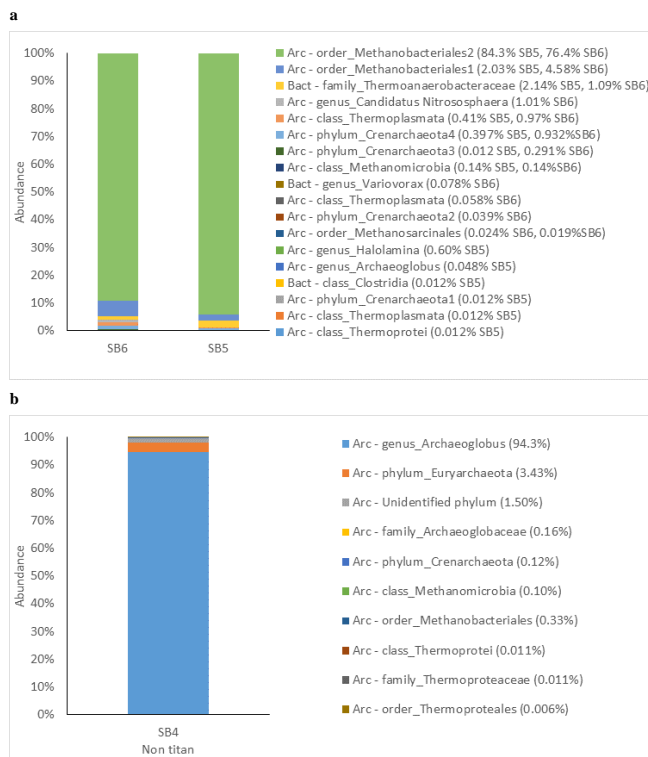 a
100%
90%
80%
70%
60%
50%
40%
30%
20%
10%
0%
Abundance
SB6
SB5
Arc - order_Methanobacteriales2 (84.3% SB5, 76.4% SB6)
Arc - order_Methanobacteriales1 (2.03% SB5, 4.58% SB6)
Bact - family_Thermoanaerobacteraceae (2.14% SB5, 1.09% SB6)
Arc - genus_Candidatus Nitrososphaera (1.01% SB6)
Arc - class_Thermoplasmata (0.41% SB5, 0.97% SB6)
Arc - phylum_Crenarchaeota4 (0.397% SB5, 0.932%SB6)
Arc - phylum_Crenarchaeota3 (0.012 SB5, 0.291% SB6)
Arc - class_Methanomicrobia (0.14% SB5, 0.14%SB6)
Bact - genus_Variovorax (0.078% SB6)
Arc - class_Thermoplasmata (0.058% SB6)
Arc - phylum_Crenarchaeota2 (0.039% SB6)
Arc - order_Methanosarcinales (0.024% SB6, 0.019%SB6)
Arc - genus_Halolamina (0.60% SB5)
Arc - genus_Archaeoglobus (0.048% SB5)
Bact - class_Clostridia (0.012% SB5)
Arc - phylum_Crenarchaeota1 (0.012% SB5)
Arc - class_Thermoplasmata (0.012% SB5)
Arc - class_Thermoprotei (0.012% SB5)
b
100%
90%
80%
70%
60%
50%
40%
30%
20%
10%
0%
Abundance
SB4
Non titan
Arc - genus_Archaeoglobus (94.3%)
Arc - phylum_Euryarchaeota (3.43%)
Arc - Unidentified phylum (1.50%)
Arc - family_Archaeoglobaceae (0.16%)
Arc - phylum_Crenarchaeota (0.12%)
Arc - class_Methanomicrobia (0.10%)
Arc - order_Methanobacteriales (0.33%)
Arc - class_Thermoprotei (0.011%)
Arc - family_Thermoproteaceae (0.011%)
Arc - order_Thermoproteales (0.006%)